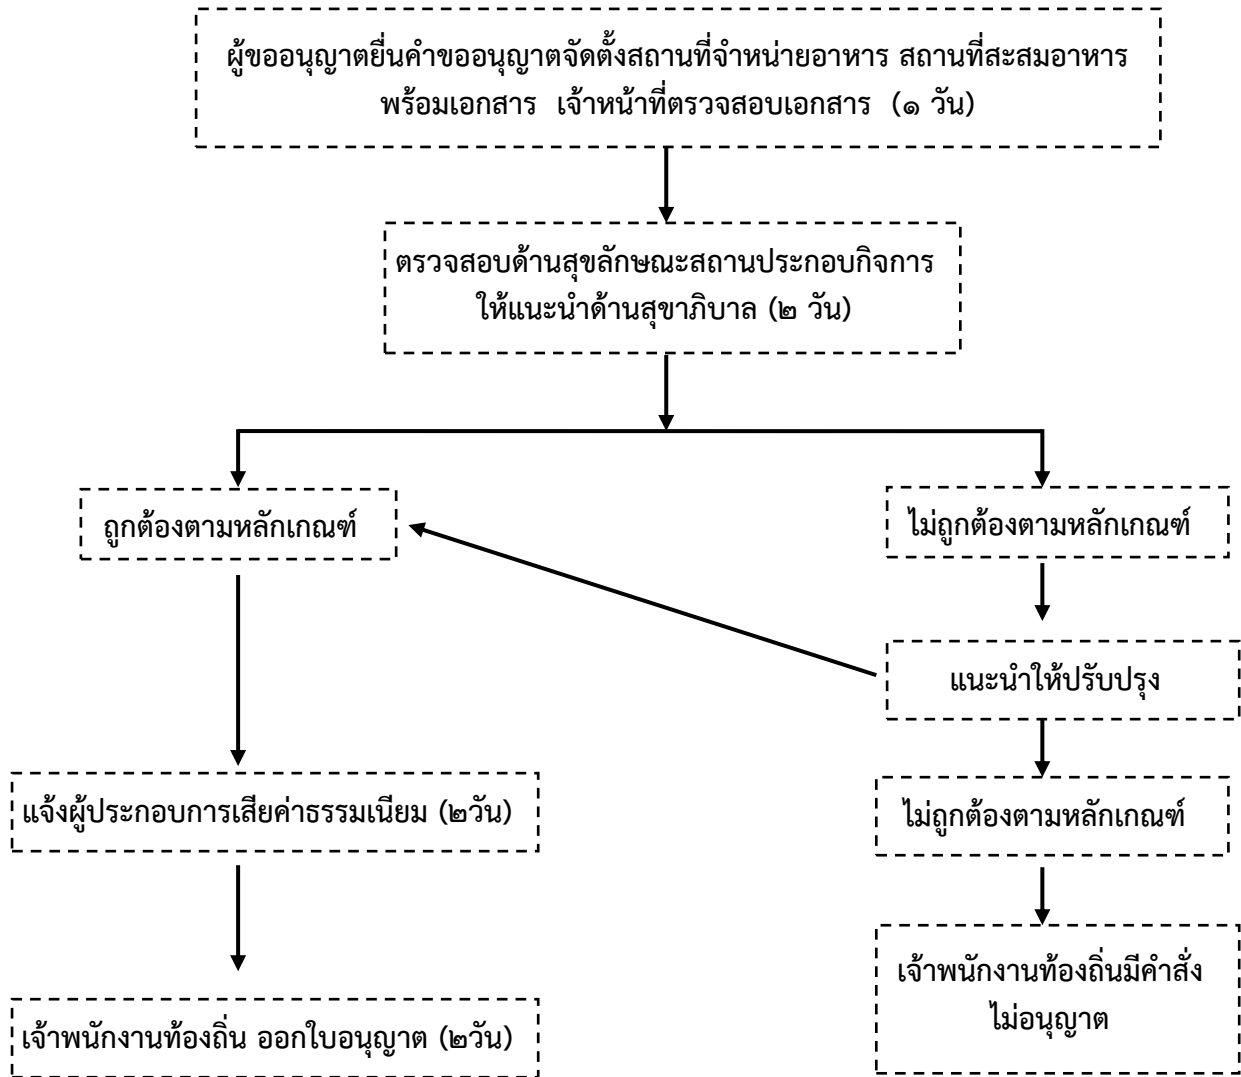 ผู้ขออนุญาตยื่นคำขออนุญาตจัดตั้งสถานที่จำหน่ายอาหาร สถานที่สะสมอาหาร
พร้อมเอกสาร เจ้าหน้าที่ตรวจสอบเอกสาร (๑ วัน)
ตรวจสอบด้านสุขลักษณะสถานประกอบกิจการ
ให้แนะนำด้านสุขาภิบาล (๒ วัน)
ถูกต้องตามหลักเกณฑ์
ไม่ถูกต้องตามหลักเกณฑ์
แนะนำให้ปรับปรุง
แจ้งผู้ประกอบการเสียค่าธรรมเนียม (๒วัน)
ไม่ถูกต้องตามหลักเกณฑ์
เจ้าพนักงานท้องถิ่นมีคำสั่ง
ไม่อนุญาต
เจ้าพนักงานท้องถิ่น ออกใบอนุญาต (๒วัน)